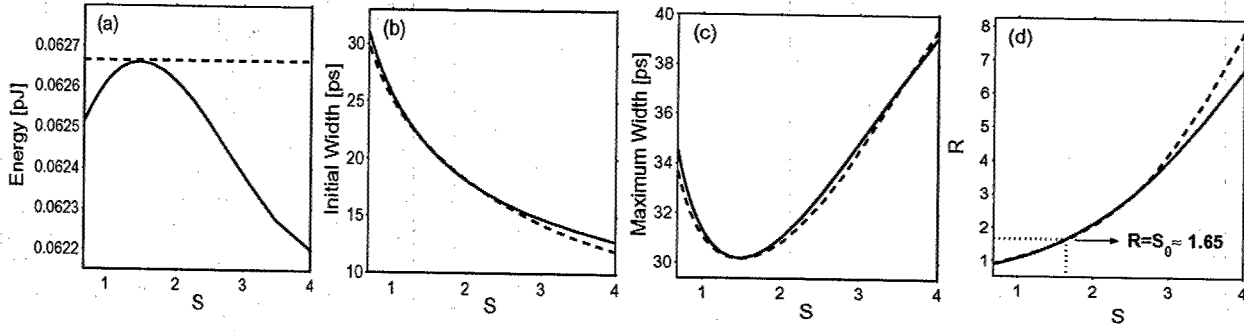 (a)
Energy [pJ]
0.0627
0.0626
0.0625
0.0624
0.0623
0.0622
1 2 3 4
S
(b)
Initial Width [ps]
30
25
20
15
10
1 2 3 4
S
(c)
Maximum Width [ps]
40
38
36
34
32
30
1 2 3 4
S
(d)
R
8
7
6
5
4
3
2
1
R=S₀≈ 1.65
1 2 3 4
S